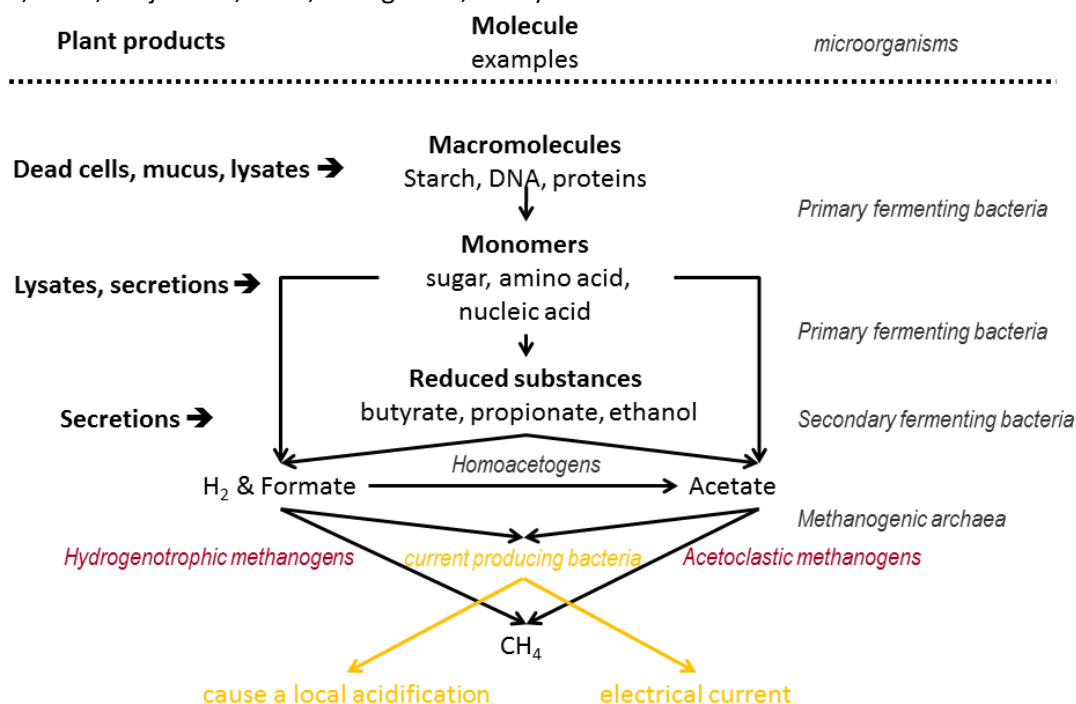 Plant products
Molecule
examples
microorganisms
Dead cells, mucus, lysates ➔
Macromolecules
Starch, DNA, proteins
Primary fermenting bacteria
Monomers
Lysates, secretions ➔
sugar, amino acid,
nucleic acid
Primary fermenting bacteria
Reduced substances
Secretions ➔
butyrate, propionate, ethanol
Secondary fermenting bacteria
Homoacetogens
H₂ & Formate
Acetate
Methanogenic archaea
Hydrogenotrophic methanogens
current producing bacteria
Acetoclastic methanogens
CH₄
cause a local acidification
electrical current